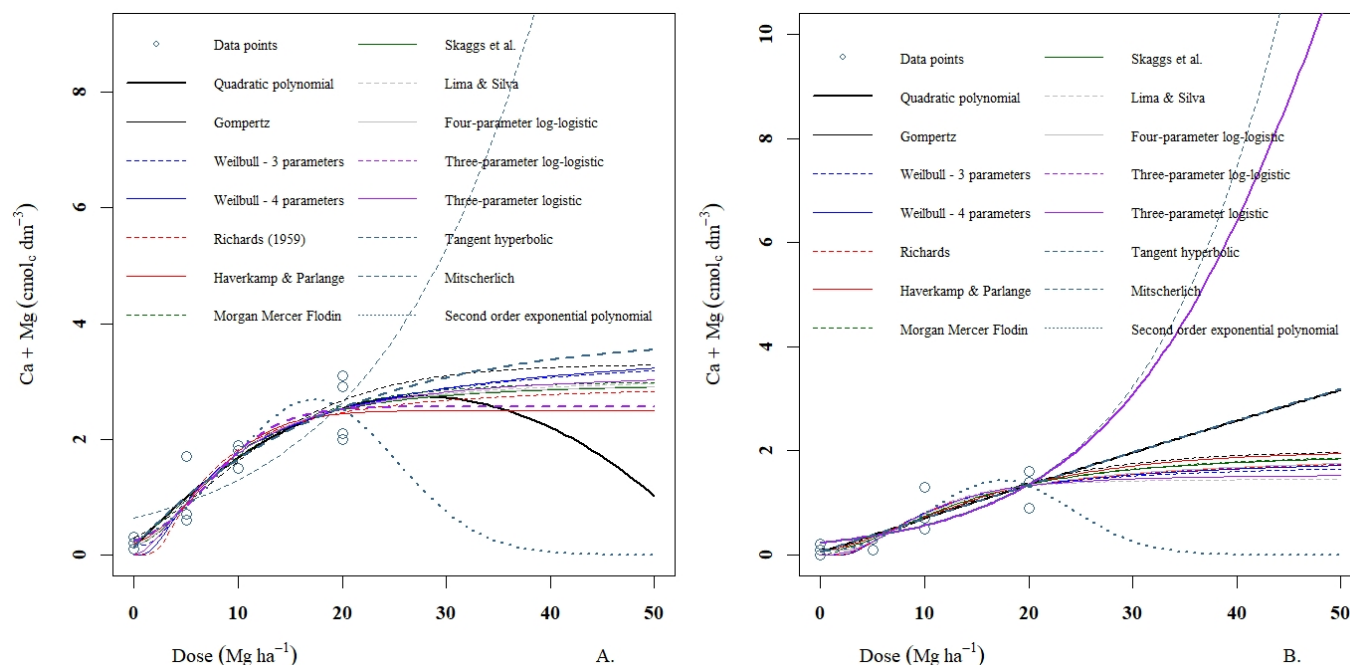 Data points
Quadratic polynomial
Gompertz
Weilbull - 3 parameters
Weilbull - 4 parameters
Richards (1959)
Haverkamp & Parlange
Morgan Mercer Flodin
Skaggs et al.
Lima & Silva
Four-parameter log-logistic
Three-parameter log-logistic
Three-parameter logistic
Tangent hyperbolic
Mitscherlich
Second order exponential polynomial
Ca + Mg (cmolc dm−3)
8
6
4
2
0
0 10 20 30 40 50
Dose (Mg ha−1)
A.
Data points
Quadratic polynomial
Gompertz
Weilbull - 3 parameters
Weilbull - 4 parameters
Richards
Haverkamp & Parlange
Morgan Mercer Flodin
Skaggs et al.
Lima & Silva
Four-parameter log-logistic
Three-parameter log-logistic
Three-parameter logistic
Tangent hyperbolic
Mitscherlich
Second order exponential polynomial
Ca + Mg (cmolc dm−3)
10
8
6
4
2
0
0 10 20 30 40 50
Dose (Mg ha−1)
B.